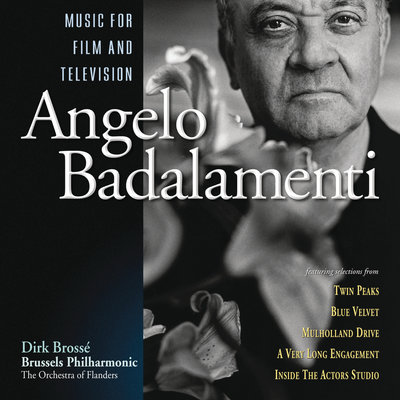 MUSIC FOR
FILM AND
TELEVISION
Angelo
Badalamenti
featuring selections from
TWIN PEAKS
BLUE VELVET
MULHOLLAND DRIVE
A VERY LONG ENGAGEMENT
INSIDE THE ACTORS STUDIO
Dirk Brossé
Brussels Philharmonic
The Orchestra of Flanders